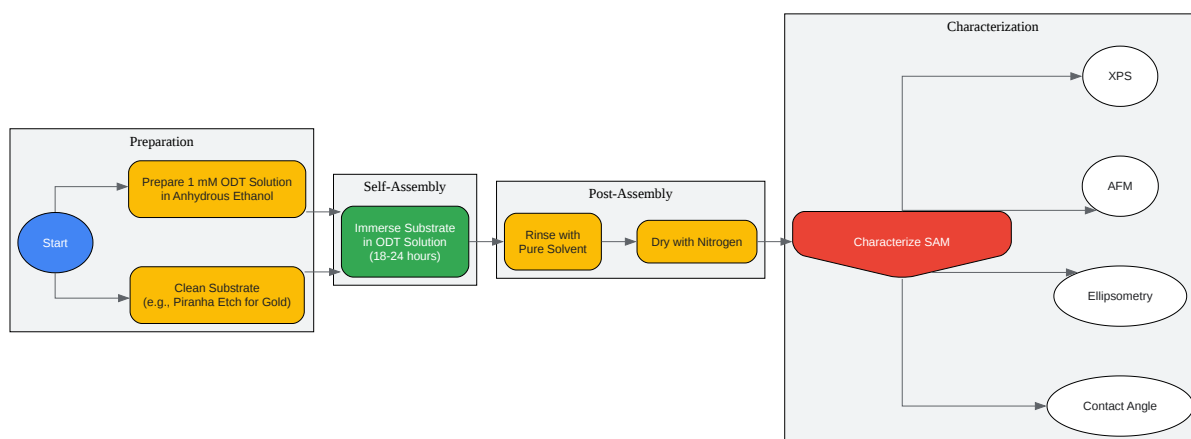 Characterization
XPS
Preparation
Prepare 1 mM ODT Solution
in Anhydrous Ethanol
Start
Clean Substrate
(e.g., Piranha Etch for Gold)
Self-Assembly
Immerse Substrate
in ODT Solution
(18-24 hours)
Post-Assembly
Rinse with
Pure Solvent
Dry with Nitrogen
Characterize SAM
AFM
Ellipsometry
Contact Angle